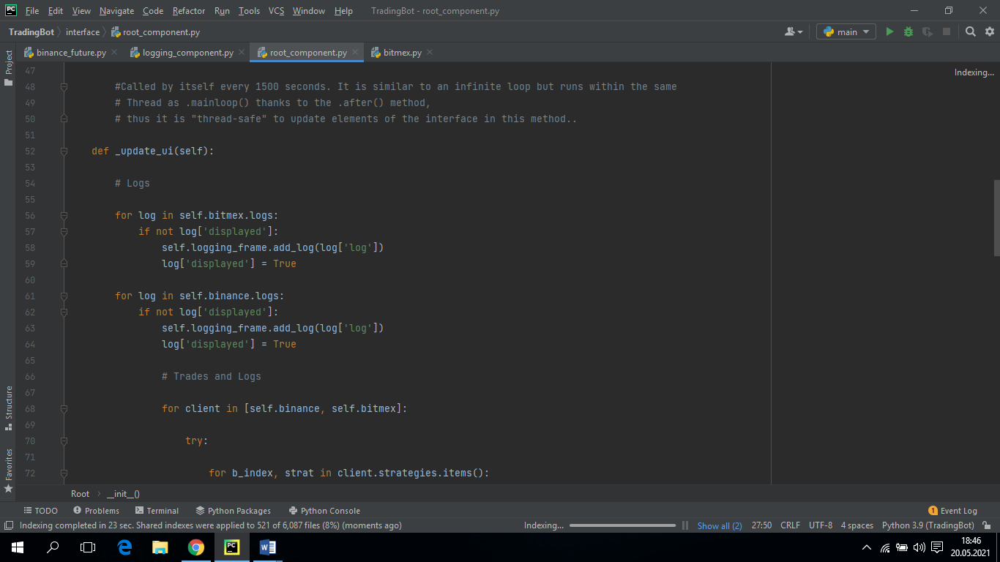 File Edit View Navigate Code Refactor Run Tools VCS Window Help TradingBot - root_component.py
TradingBot interface root_component.py main
binance_future.py logging_component.py root_component.py bitmex.py
Project
Structure
Favorites
Indexing...
47
48 #Called by itself every 1500 seconds. It is similar to an infinite loop but runs within the same
49 # Thread as .mainloop() thanks to the .after() method,
50 # thus it is "thread-safe" to update elements of the interface in this method..
51
52 def _update_ui(self):
53
54 # Logs
55
56 for log in self.bitmex.logs:
57 if not log['displayed']:
58 self.logging_frame.add_log(log['log'])
59 log['displayed'] = True
60
61 for log in self.binance.logs:
62 if not log['displayed']:
63 self.logging_frame.add_log(log['log'])
64 log['displayed'] = True
65
66 # Trades and Logs
67
68 for client in [self.binance, self.bitmex]:
69
70 try:
71
72 for b_index, strat in client.strategies.items():
Root __init__()
TODO Problems Terminal Python Packages Python Console 1 Event Log
Indexing completed in 23 sec. Shared indexes were applied to 521 of 6,087 files (8%) (moments ago) Indexing... Show all (2) 27:50 CRLF UTF-8 4 spaces Python 3.9 (TradingBot)
18:46
20.05.2021